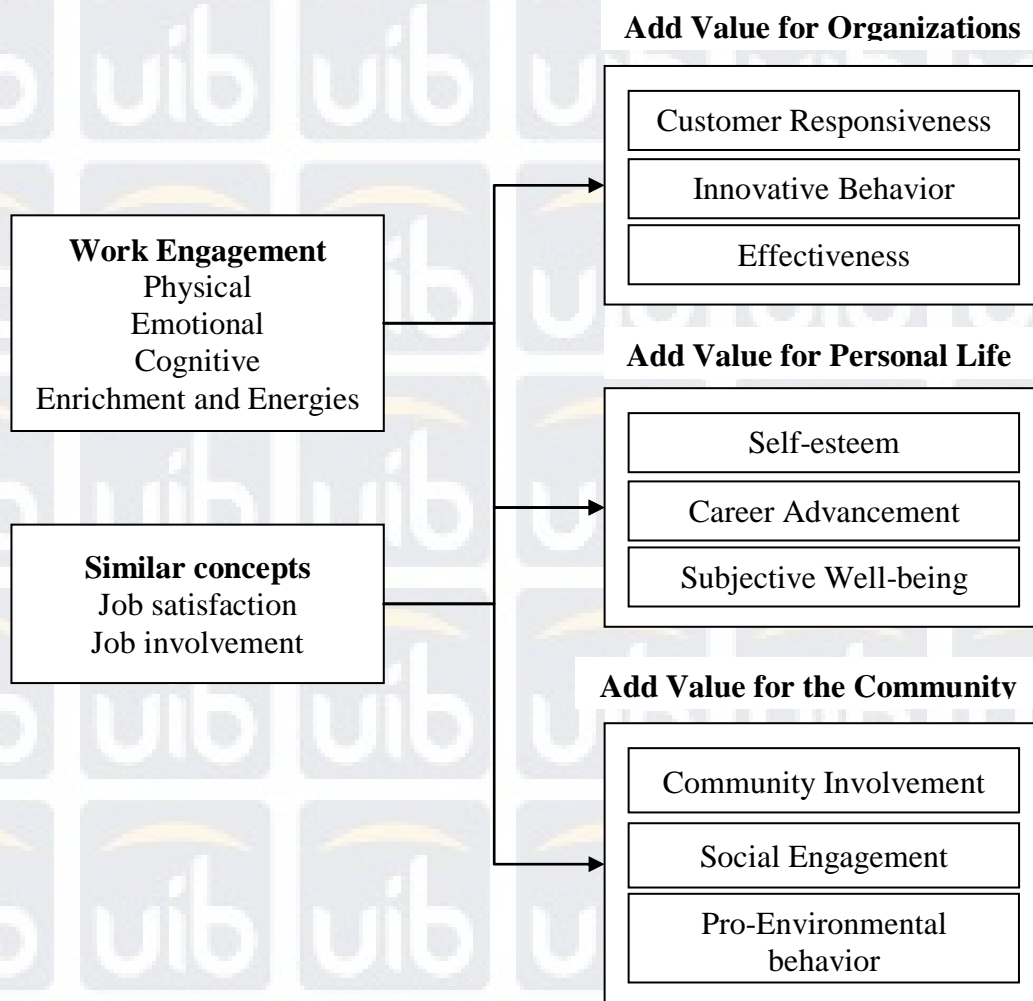 Add Value for Organizations
Customer Responsiveness
Innovative Behavior
Effectiveness
Work Engagement
Physical
Emotional
Cognitive
Enrichment and Energies
Add Value for Personal Life
Self-esteem
Career Advancement
Subjective Well-being
Similar concepts
Job satisfaction
Job involvement
Add Value for the Community
Community Involvement
Social Engagement
Pro-Environmental
behavior
uib